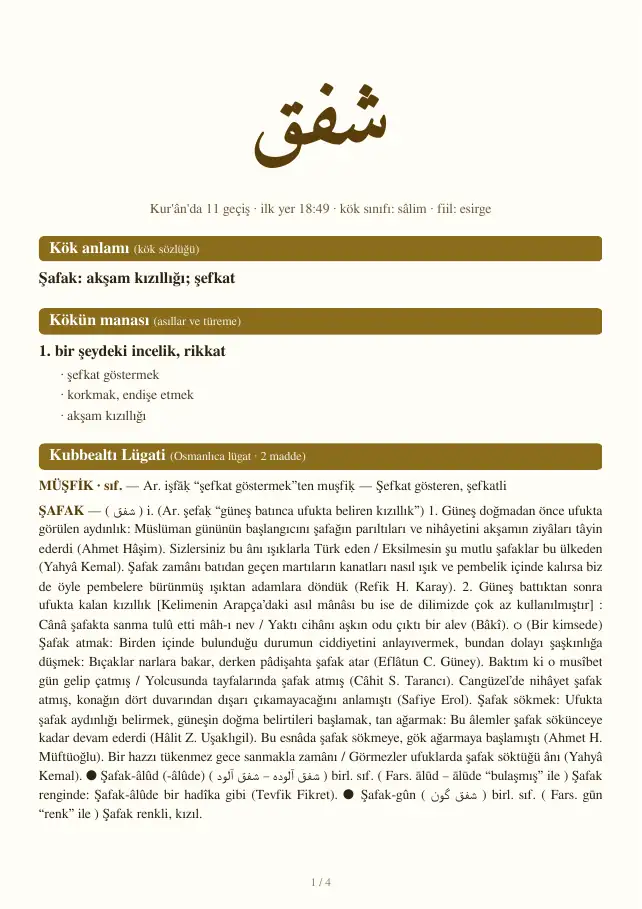 شفق
Kur'ân'da 11 geçiş · ilk yer 18:49 · kök sınıfı: sâlim · fiil: esirge
Kök anlamı (kök sözlüğü)
Şafak: akşam kızıllığı; şefkat
Kökün manası (asıllar ve türeme)
1. bir şeydeki incelik, rikkat
· şefkat göstermek
· korkmak, endişe etmek
· akşam kızıllığı
Kubbealtı Lügati (Osmanlıca lügat · 2 madde)
MÜŞFİK · sıf. — Ar. işfāḳ “şefkat göstermek”ten muşfiḳ — Şefkat gösteren, şefkatli
ŞAFAK — ( شفق ) i. (Ar. şefaḳ “güneş batınca ufukta beliren kızıllık”) 1. Güneş doğmadan önce ufukta
görülen aydınlık: Müslüman gününün başlangıcını şafağın parıltıları ve nihâyetini akşamın ziyâları tâyin
ederdi (Ahmet Hâşim). Sizlersiniz bu ânı ışıklarla Türk eden / Eksilmesin şu mutlu şafaklar bu ülkeden
(Yahyâ Kemal). Şafak zamânı batıdan geçen martıların kanatları nasıl ışık ve pembelik içinde kalırsa biz
de öyle pembelere bürünmüş ışıktan adamlara döndük (Refik H. Karay). 2. Güneş battıktan sonra
ufukta kalan kızıllık [Kelimenin Arapça’daki asıl mânâsı bu ise de dilimizde çok az kullanılmıştır] :
Cânâ şafakta sanma tulû etti mâh-ı nev / Yaktı cihânı aşkın odu çıktı bir alev (Bâkî). ο (Bir kimsede)
Şafak atmak: Birden içinde bulunduğu durumun ciddiyetini anlayıvermek, bundan dolayı şaşkınlığa
düşmek: Bıçaklar narlara bakar, derken pâdişahta şafak atar (Eflâtun C. Güney). Baktım ki o musîbet
gün gelip çatmış / Yolcusunda tayfalarında şafak atmış (Câhit S. Tarancı). Cangüzel’de nihâyet şafak
atmış, konağın dört duvarından dışarı çıkamayacağını anlamıştı (Safiye Erol). Şafak sökmek: Ufukta
şafak aydınlığı belirmek, güneşin doğma belirtileri başlamak, tan ağarmak: Bu âlemler şafak sökünceye
kadar devam ederdi (Hâlit Z. Uşaklıgil). Bu esnâda şafak sökmeye, gök ağarmaya başlamıştı (Ahmet H.
Müftüoğlu). Bir hazzı tükenmez gece sanmakla zamânı / Görmezler ufuklarda şafak söktüğü ânı (Yahyâ
Kemal). ● Şafak-âlûd (-âlûde) ( شفق آلوده – شفق آلود ) birl. sıf. ( Fars. ālūd – ālūde “bulaşmış” ile ) Şafak
renginde: Şafak-âlûde bir hadîka gibi (Tevfik Fikret). ● Şafak-gûn ( شفق گون ) birl. sıf. ( Fars. gūn
“renk” ile ) Şafak renkli, kızıl.
1 / 4